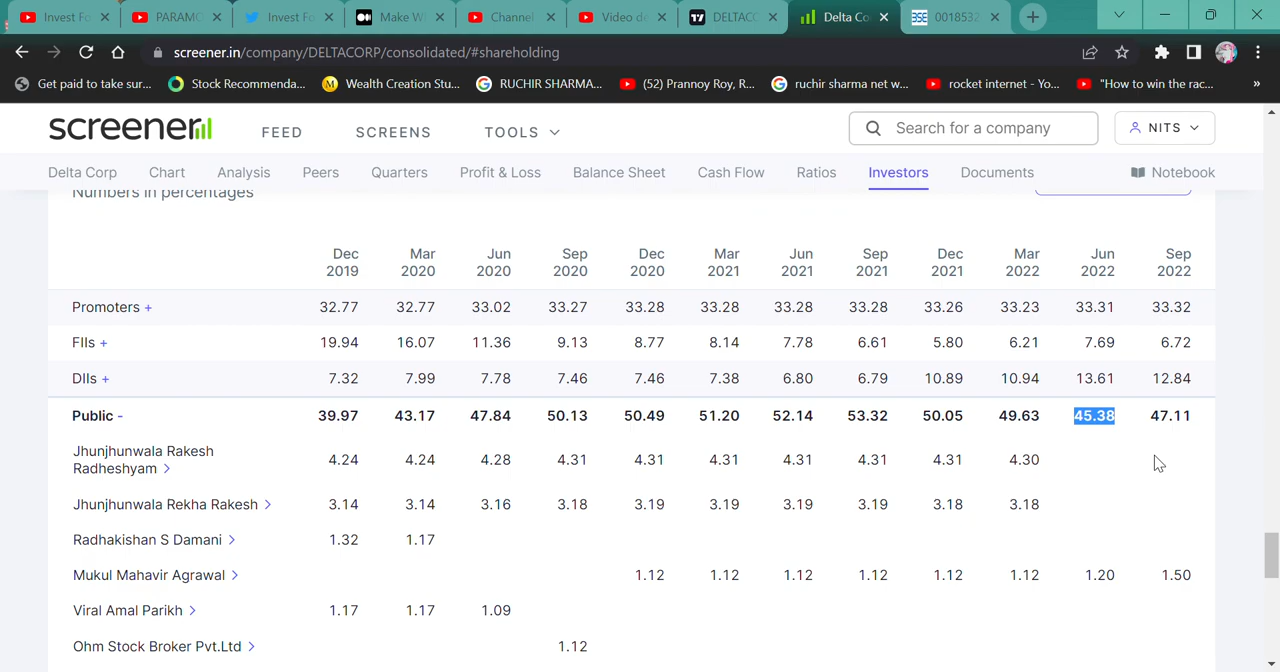 Invest Fo
PARAMO
Invest Fo
Make W
Channel
Video de
DELTACO
Delta Co
0018532
screener.in/company/DELTACORP/consolidated/#shareholding
Get paid to take sur... Stock Recommenda... Wealth Creation Stu... RUCHIR SHARMA... (52) Prannoy Roy, R... ruchir sharma net w... rocket internet - Yo... "How to win the rac... »
screener
FEED SCREENS TOOLS
Search for a company
NITS
Delta Corp Chart Analysis Peers Quarters Profit & Loss Balance Sheet Cash Flow Ratios Investors Documents Notebook
Numbers in percentages
Dec Mar Jun Sep Dec Mar Jun Sep Dec Mar Jun Sep
2019 2020 2020 2020 2020 2021 2021 2021 2021 2022 2022 2022
Promoters + 32.77 32.77 33.02 33.27 33.28 33.28 33.28 33.28 33.26 33.23 33.31 33.32
FIIs + 19.94 16.07 11.36 9.13 8.77 8.14 7.78 6.61 5.80 6.21 7.69 6.72
DIIs + 7.32 7.99 7.78 7.46 7.46 7.38 6.80 6.79 10.89 10.94 13.61 12.84
Public - 39.97 43.17 47.84 50.13 50.49 51.20 52.14 53.32 50.05 49.63 45.38 47.11
Jhunjhunwala Rakesh
Radheshyam > 4.24 4.24 4.28 4.31 4.31 4.31 4.31 4.31 4.31 4.30
Jhunjhunwala Rekha Rakesh > 3.14 3.14 3.16 3.18 3.19 3.19 3.19 3.19 3.18 3.18
Radhakishan S Damani > 1.32 1.17
Mukul Mahavir Agrawal > 1.12 1.12 1.12 1.12 1.12 1.12 1.20 1.50
Viral Amal Parikh > 1.17 1.17 1.09
Ohm Stock Broker Pvt.Ltd > 1.12